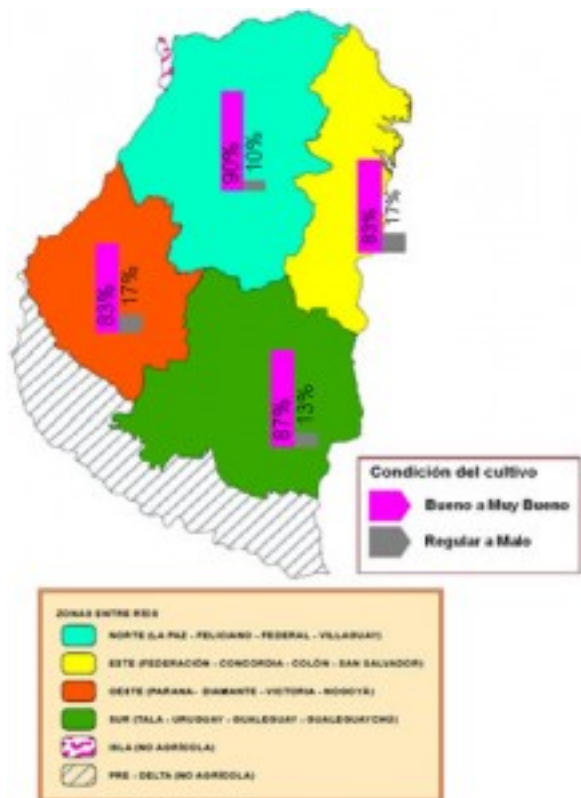 90%
10%
83%
17%
83%
17%
87%
13%
Condición del cultivo
Bueno a Muy Bueno
Regular a Malo
ZONAS ENTRE RÍOS
NORTE (LA PAZ - FELICIANO - FEDERAL - VILLAGUAY)
ESTE (FEDERACIÓN - CONCORDIA - COLÓN - SAN SALVADOR)
OESTE (PARANA- DIAMANTE - VICTORIA - NOGOYÁ)
SUR (TALA - URUGUAY - GUALEGUAY - GUALEGUAYCHÚ)
ISLA (NO AGRÍCOLA)
PRE - DELTA (NO AGRÍCOLA)